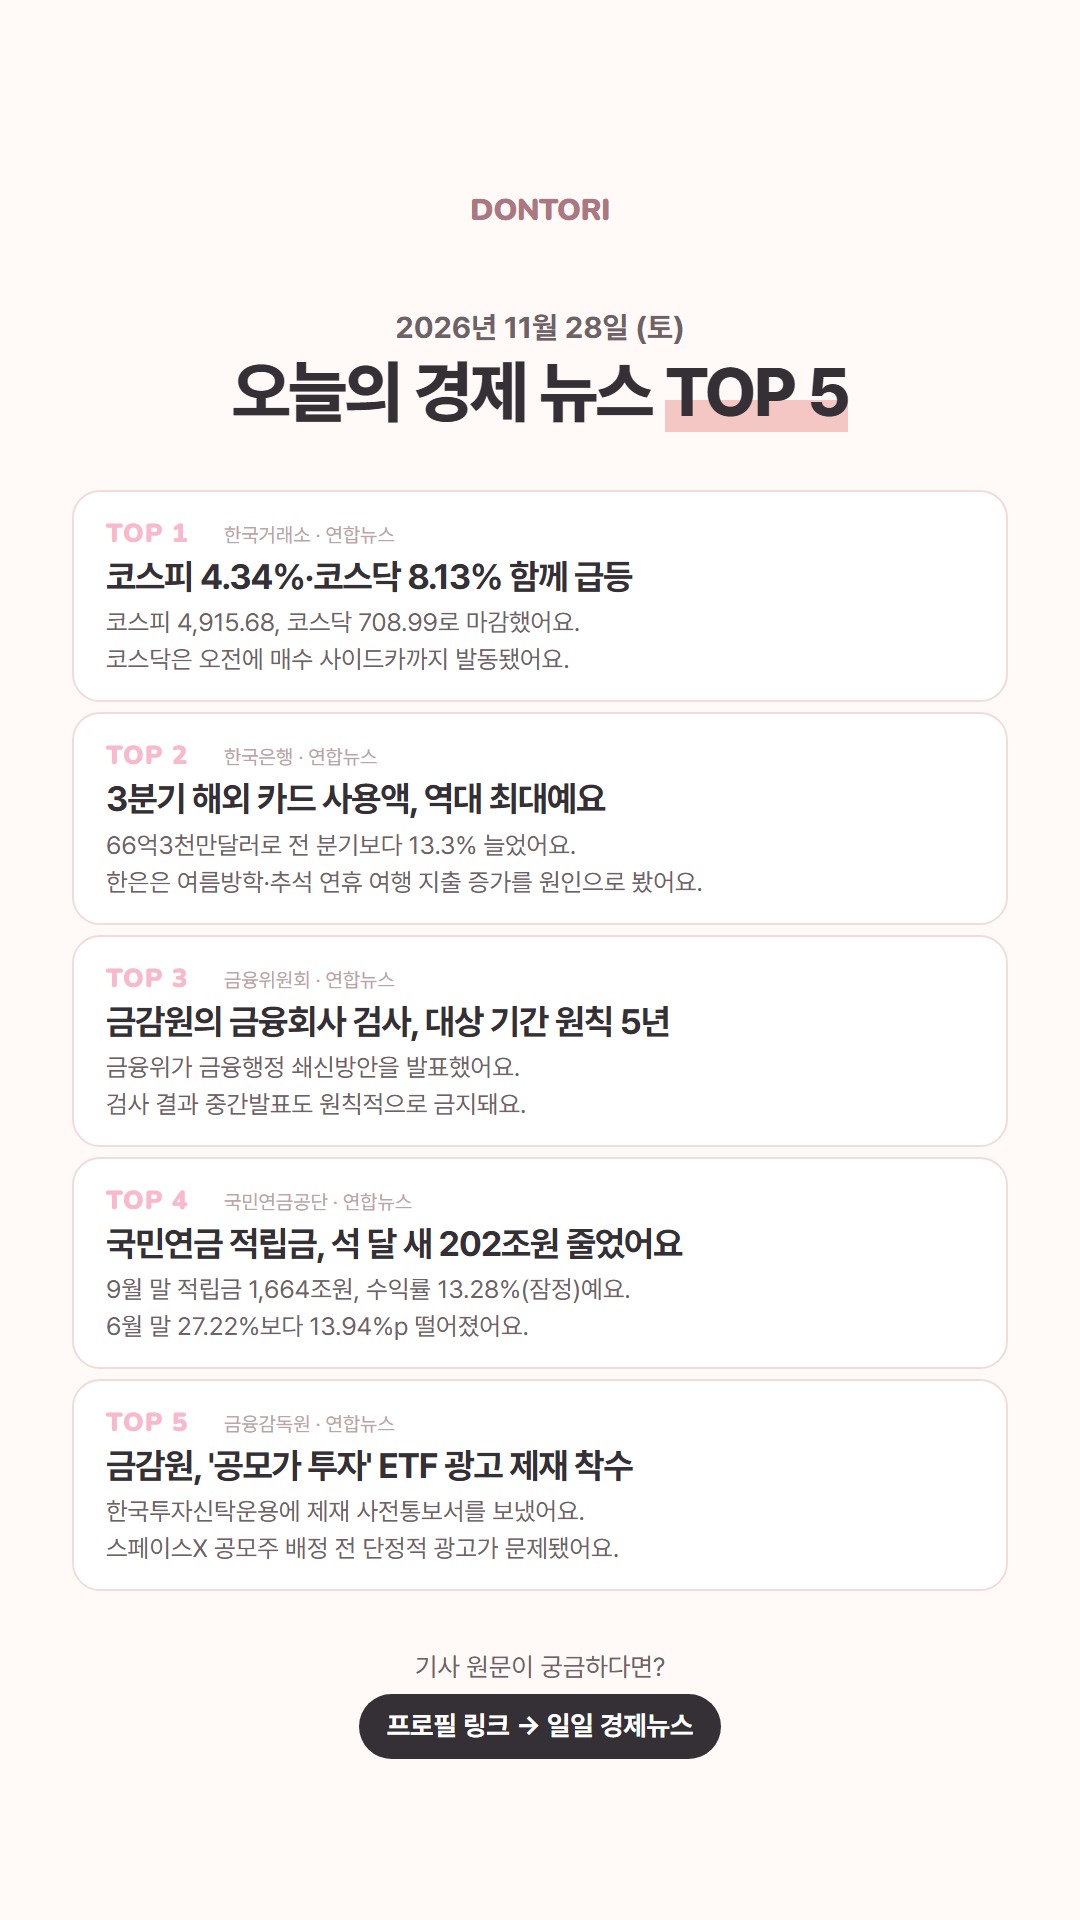 DONTORI
2026년 11월 28일 (토)
오늘의 경제 뉴스 TOP 5
TOP 1 한국거래소 · 연합뉴스
코스피 4.34%·코스닥 8.13% 함께 급등
코스피 4,915.68, 코스닥 708.99로 마감했어요.
코스닥은 오전에 매수 사이드카까지 발동됐어요.
TOP 2 한국은행 · 연합뉴스
3분기 해외 카드 사용액, 역대 최대예요
66억3천만달러로 전 분기보다 13.3% 늘었어요.
한은은 여름방학·추석 연휴 여행 지출 증가를 원인으로 봤어요.
TOP 3 금융위원회 · 연합뉴스
금감원의 금융회사 검사, 대상 기간 원칙 5년
금융위가 금융행정 쇄신방안을 발표했어요.
검사 결과 중간발표도 원칙적으로 금지돼요.
TOP 4 국민연금공단 · 연합뉴스
국민연금 적립금, 석 달 새 202조원 줄었어요
9월 말 적립금 1,664조원, 수익률 13.28%(잠정)예요.
6월 말 27.22%보다 13.94%p 떨어졌어요.
TOP 5 금융감독원 · 연합뉴스
금감원, '공모가 투자' ETF 광고 제재 착수
한국투자신탁운용에 제재 사전통보서를 보냈어요.
스페이스X 공모주 배정 전 단정적 광고가 문제됐어요.
기사 원문이 궁금하다면?
프로필 링크 → 일일 경제뉴스